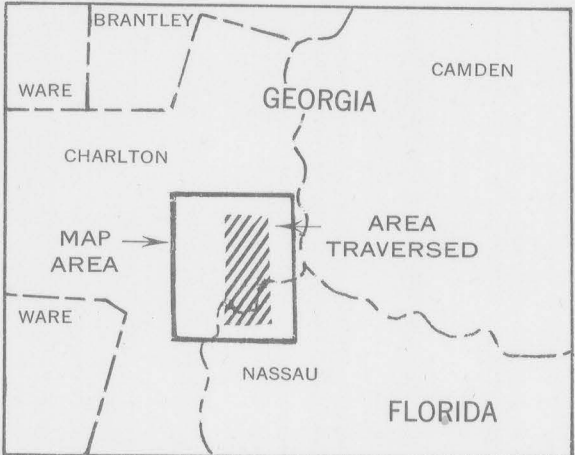 BRANTLEY
WARE
CAMDEN
GEORGIA
CHARLTON
MAP
AREA
AREA
TRAVERSED
WARE
NASSAU
FLORIDA